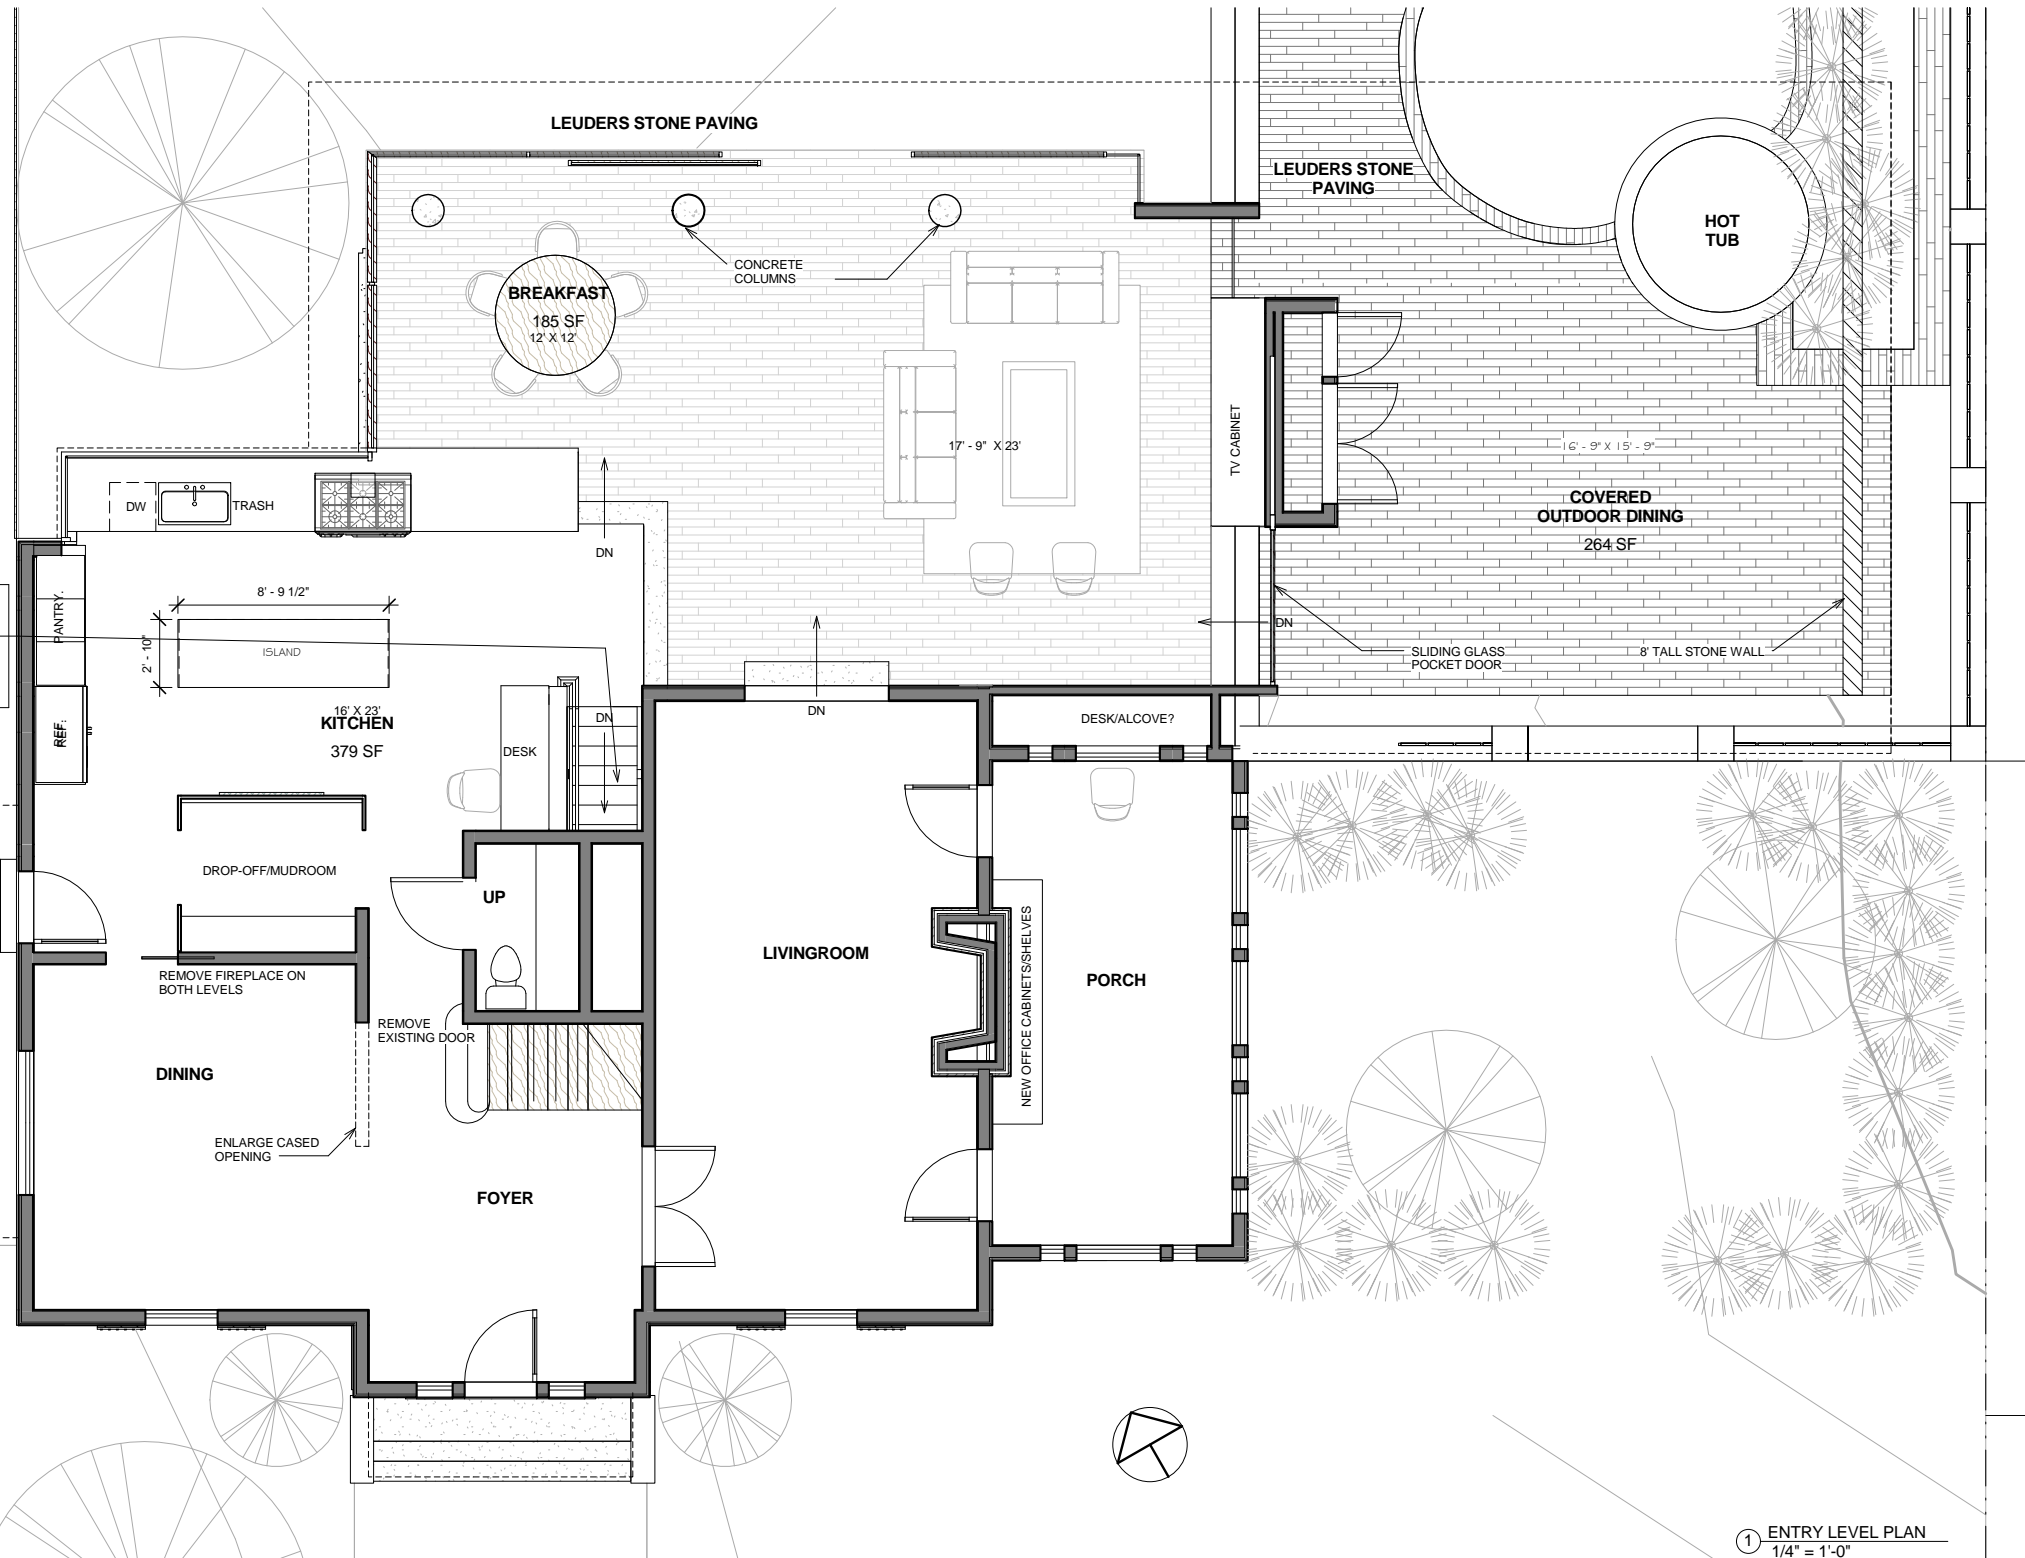 LEUDERS STONE PAVING
LEUDERS STONE
PAVING
HOT
TUB
CONCRETE
COLUMNS
BREAKFAST
185 SF
12' X 12'
17' - 9" X 23'
TV CABINET
16' - 9" X 15' - 9"
COVERED
OUTDOOR DINING
264 SF
DW
TRASH
DN
PANTRY.
8' - 9 1/2"
2' - 10"
ISLAND
DN
SLIDING GLASS
POCKET DOOR
8' TALL STONE WALL
REF.
REF.
16' X 23'
KITCHEN
379 SF
DESK
DN
DN
DESK/ALCOVE?
DROP-OFF/MUDROOM
UP
LIVINGROOM
NEW OFFICE CABINETS/SHELVES
PORCH
REMOVE FIREPLACE ON
BOTH LEVELS
REMOVE
EXISTING DOOR
DINING
ENLARGE CASED
OPENING
FOYER
1
ENTRY LEVEL PLAN
1/4" = 1'-0"